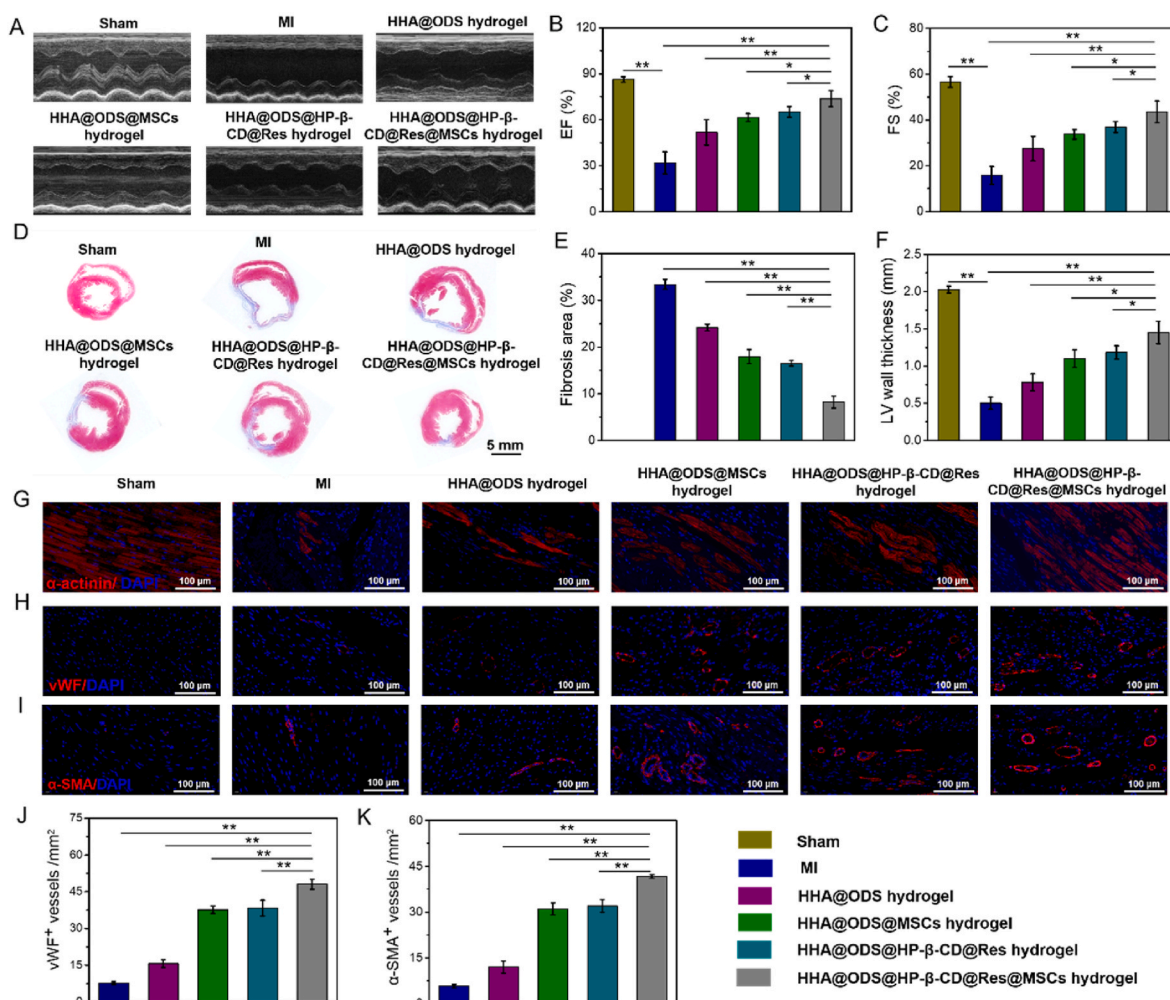 A
Sham
MI
HHA@ODS hydrogel
HHA@ODS@MSCs
hydrogel
HHA@ODS@HP-β-
CD@Res hydrogel
HHA@ODS@HP-β-
CD@Res@MSCs hydrogel
B
EF (%)
120
90
60
30
0
**
**
**
*
*
C
FS (%)
80
60
40
20
0
**
**
**
*
*
D
Sham
MI
HHA@ODS hydrogel
HHA@ODS@MSCs
hydrogel
HHA@ODS@HP-β-
CD@Res hydrogel
HHA@ODS@HP-β-
CD@Res@MSCs hydrogel
5 mm
E
Fibrosis area (%)
40
30
20
10
0
**
**
**
**
F
LV wall thickness (mm)
2.5
2.0
1.5
1.0
0.5
0.0
**
**
**
*
*
Sham
MI
HHA@ODS hydrogel
HHA@ODS@MSCs
hydrogel
HHA@ODS@HP-β-CD@Res
hydrogel
HHA@ODS@HP-β-
CD@Res@MSCs hydrogel
G
α-actinin/ DAPI
100 µm
100 µm
100 µm
100 µm
100 µm
100 µm
H
vWF/DAPI
100 µm
100 µm
100 µm
100 µm
100 µm
100 µm
I
α-SMA/DAPI
100 µm
100 µm
100 µm
100 µm
100 µm
100 µm
J
vWF+ vessels /mm²
75
60
45
30
15
0
**
**
**
**
K
α-SMA+ vessels/mm²
60
45
30
15
0
**
**
**
**
Sham
MI
HHA@ODS hydrogel
HHA@ODS@MSCs hydrogel
HHA@ODS@HP-β-CD@Res hydrogel
HHA@ODS@HP-β-CD@Res@MSCs hydrogel